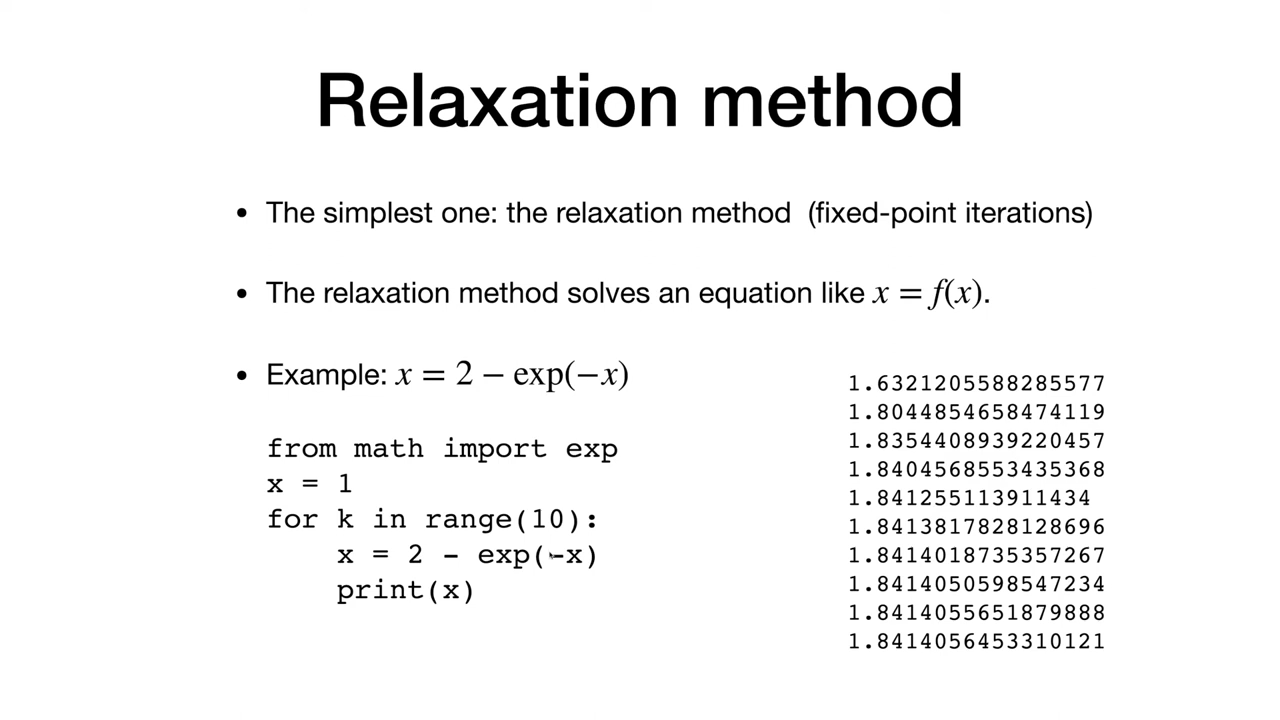 Relaxation method
• The simplest one: the relaxation method (fixed-point iterations)
• The relaxation method solves an equation like x = f(x).
• Example: x = 2 − exp(−x)
from math import exp
x = 1
for k in range(10):
    x = 2 - exp(-x)
    print(x)
1.6321205588285577
1.8044854658474119
1.8354408939220457
1.8404568553435368
1.841255113911434
1.8413817828128696
1.8414018735357267
1.8414050598547234
1.8414055651879888
1.8414056453310121